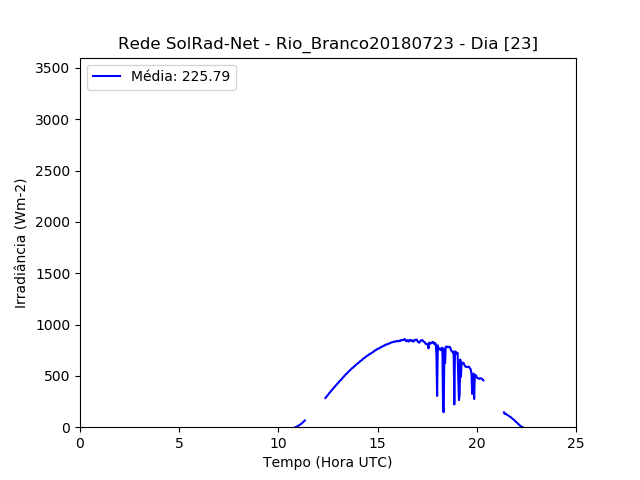 Rede SolRad-Net - Rio_Branco20180723 - Dia [23]
Média: 225.79
Irradiância (Wm-2)
3500
3000
2500
2000
1500
1000
500
0
0 5 10 15 20 25
Tempo (Hora UTC)